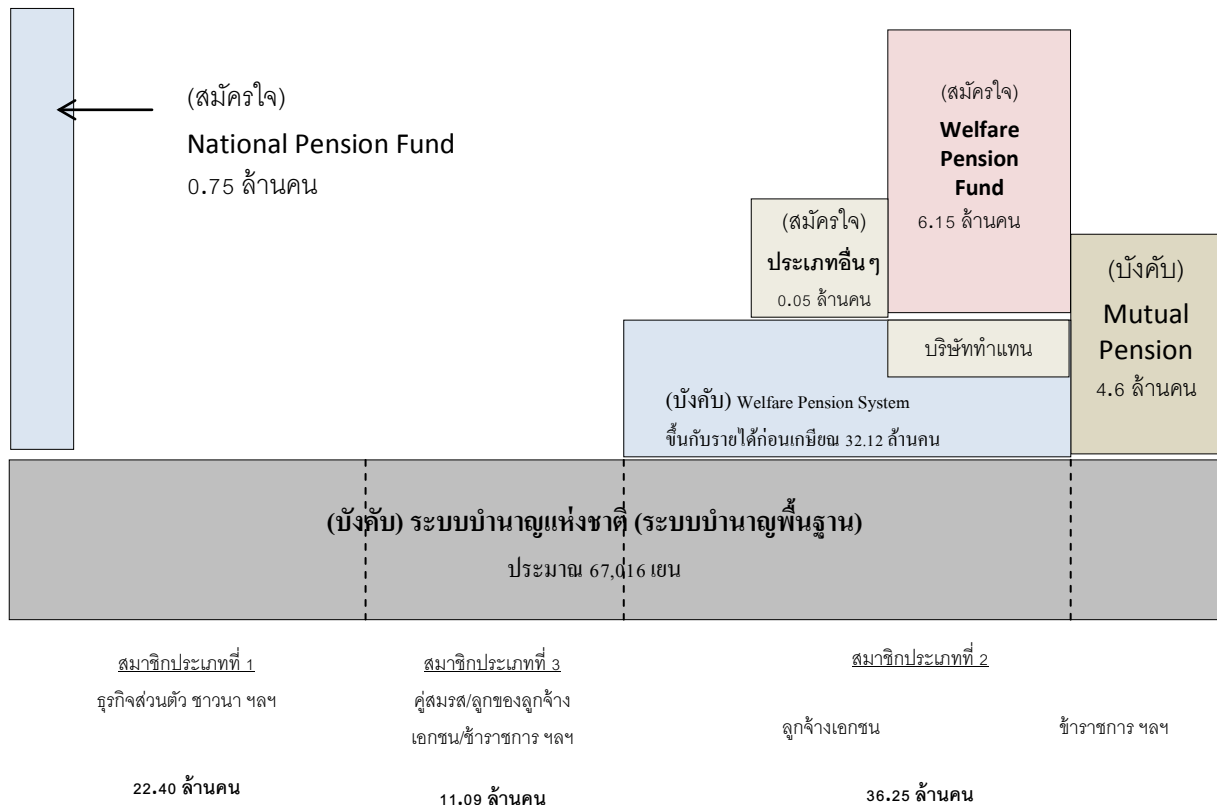 (สมัครใจ)
National Pension Fund
0.75 ล้านคน
(สมัครใจ)
Welfare
Pension
Fund
6.15 ล้านคน
(สมัครใจ)
ประเภทอื่นๆ
0.05 ล้านคน
(บังคับ)
Mutual
Pension
4.6 ล้านคน
บริษัททำแทน
(บังคับ) Welfare Pension System
ขึ้นกับรายได้ก่อนเกษียณ 32.12 ล้านคน
(บังคับ) ระบบบำนาญแห่งชาติ (ระบบบำนาญพื้นฐาน)
ประมาณ 67,016 เยน
สมาชิกประเภทที่ 1
ธุรกิจส่วนตัว ชาวนา ฯลฯ
22.40 ล้านคน
สมาชิกประเภทที่ 3
คู่สมรส/ลูกของลูกจ้าง
เอกชน/ข้าราชการ ฯลฯ
11.09 ล้านคน
สมาชิกประเภทที่ 2
ลูกจ้างเอกชน
ข้าราชการ ฯลฯ
36.25 ล้านคน